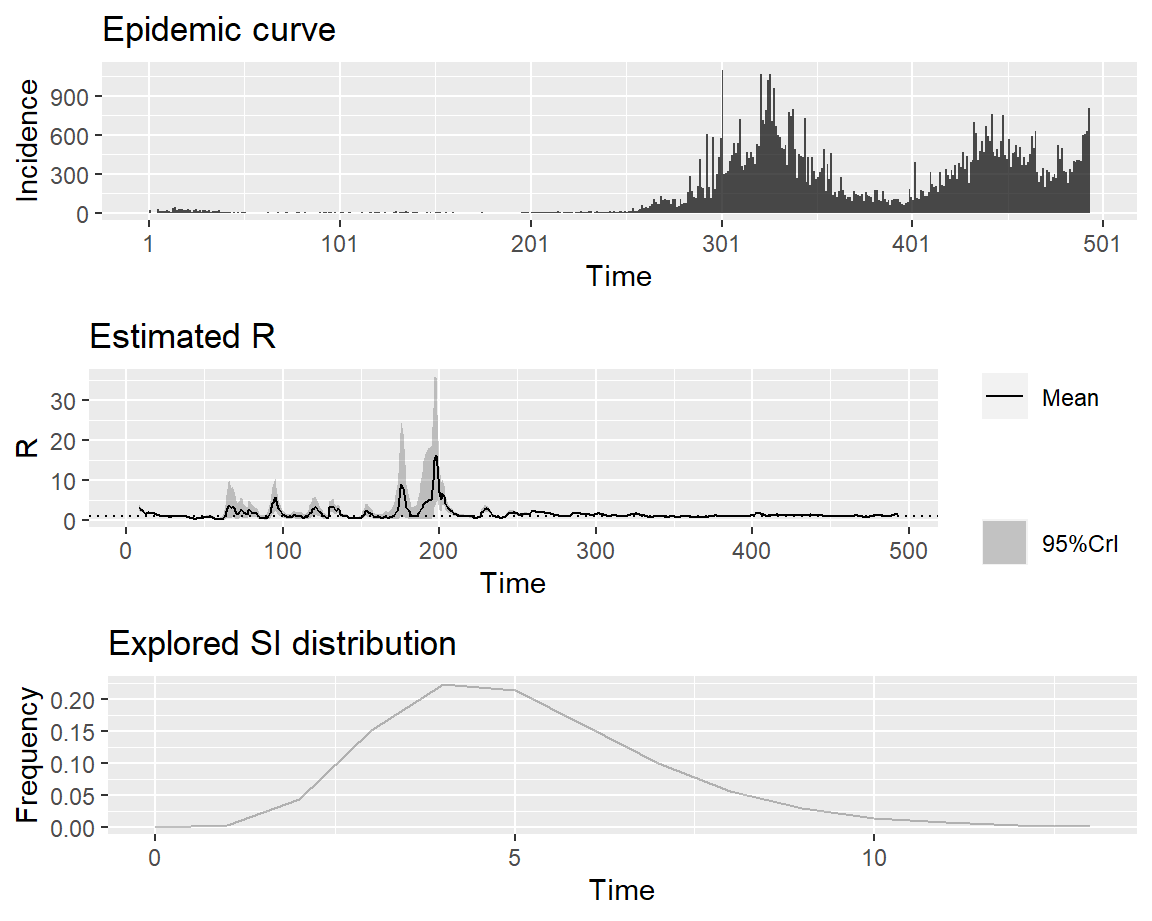 Epidemic curve
Incidence
900
600
300
0
1 101 201 301 401 501
Time
Estimated R
R
30
20
10
0
0 100 200 300 400 500
Time
Mean
95%CrI
Explored SI distribution
Frequency
0.20
0.15
0.10
0.05
0.00
0 5 10
Time